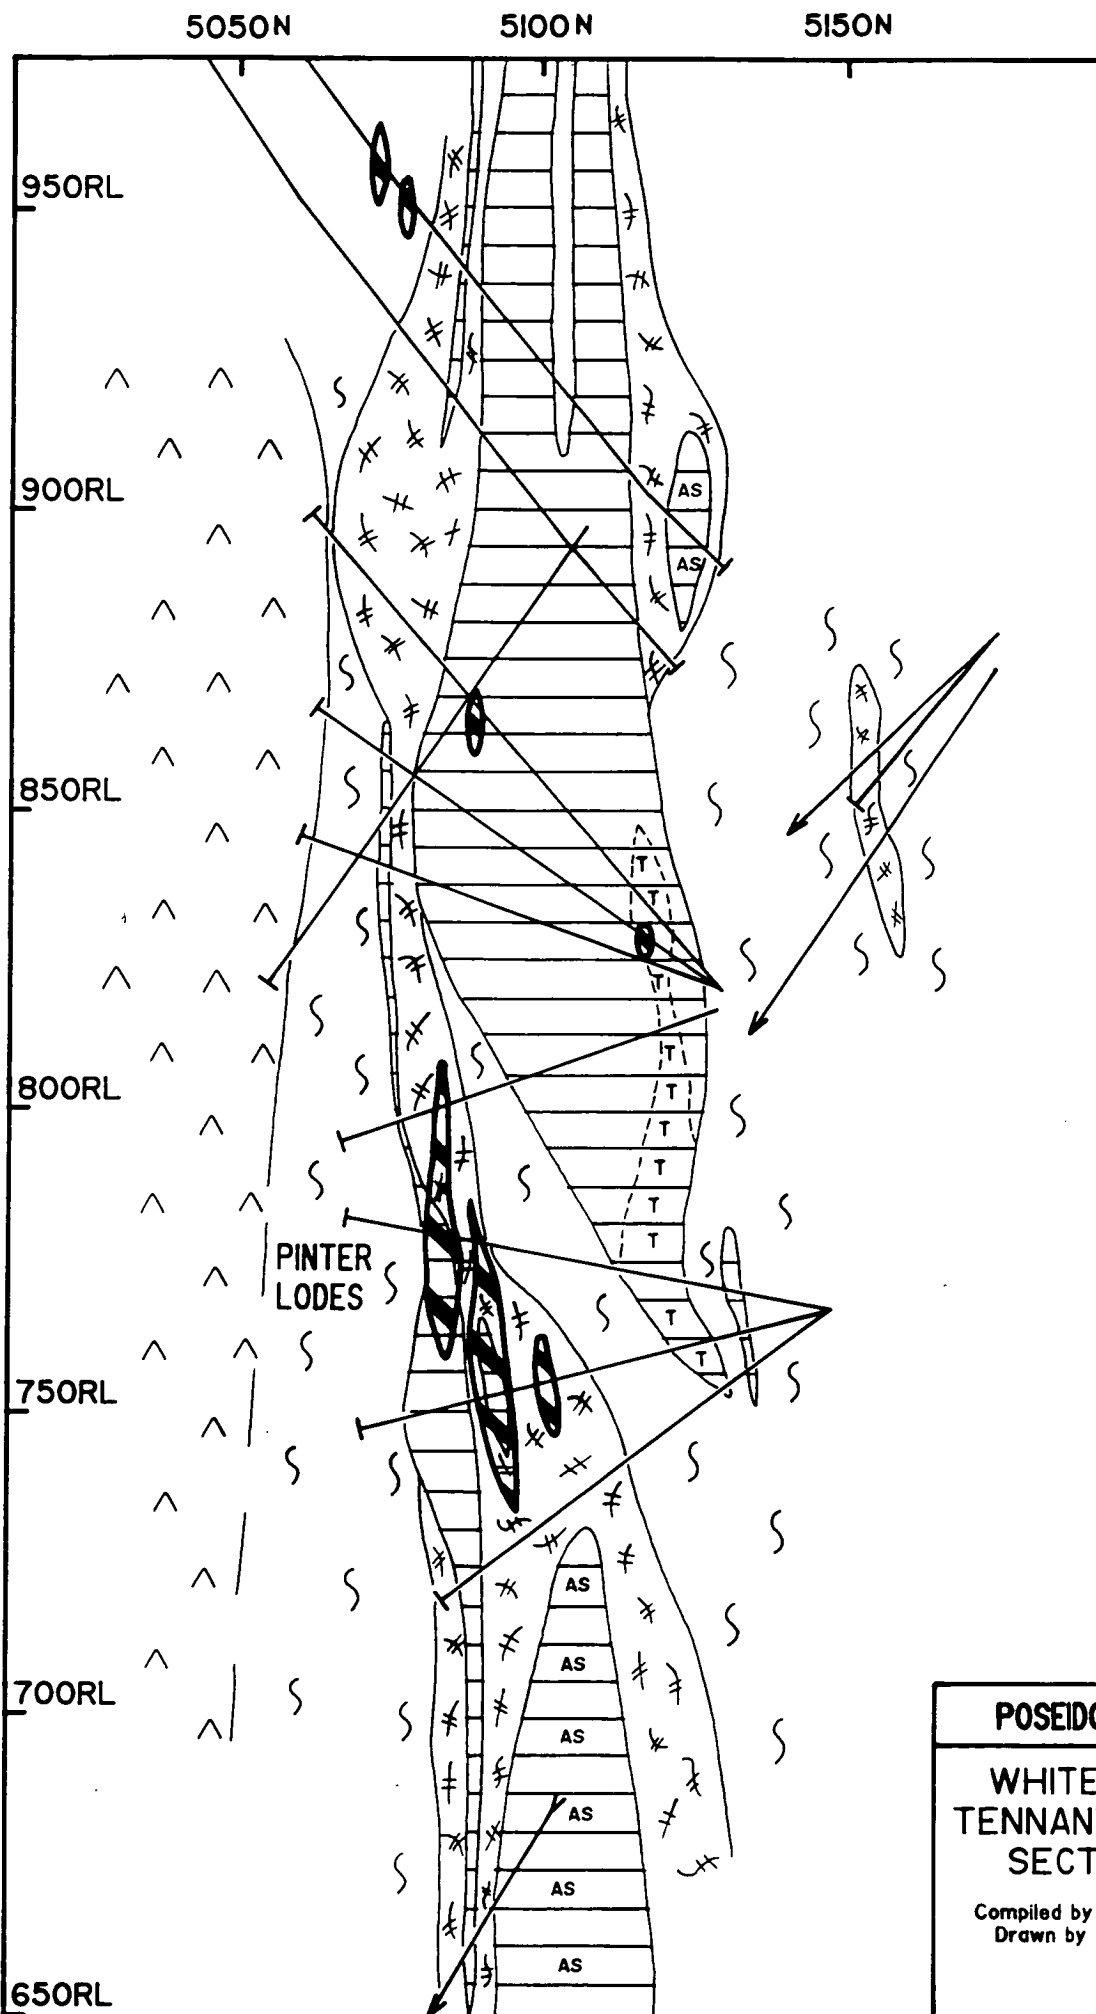 5050N 5100N 5150N
950RL
AS
900RL
AS
850RL
T
T
T
T
800RL
T
T
T
T
PINTER
LODES
T
T
T
750RL
AS
AS
700RL
AS
AS
AS
AS
650RL
POSEIDO
WHITE
TENNAN
SECT
Compiled by
Drawn by